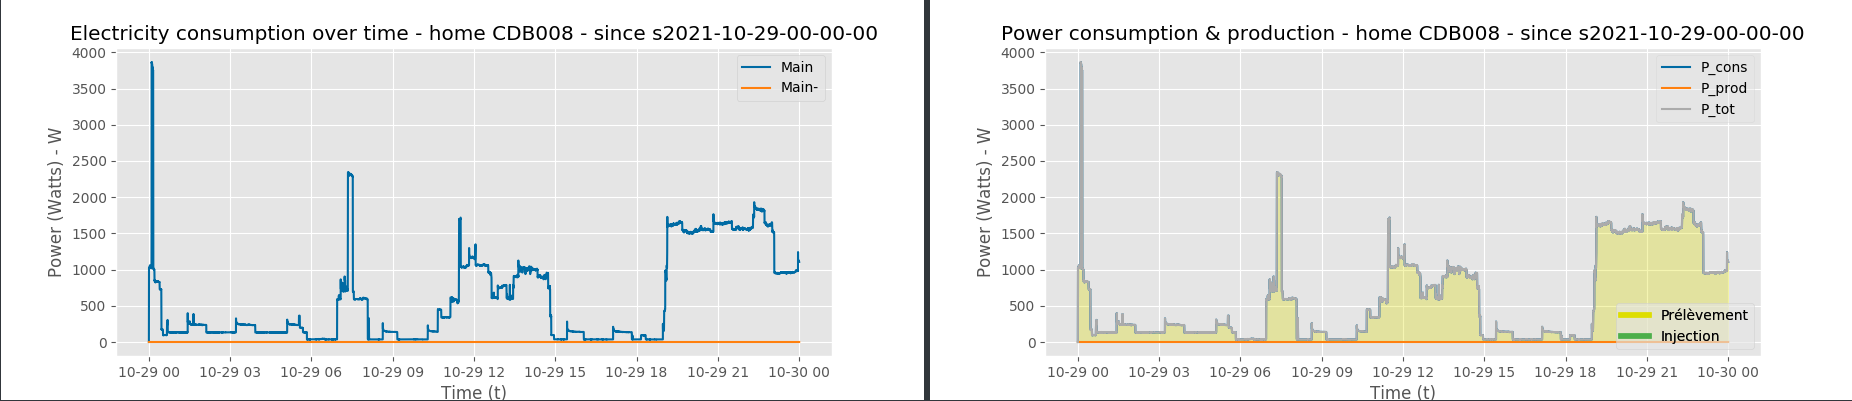 Electricity consumption over time - home CDB008 - since s2021-10-29-00-00-00
4000
3500
3000
2500
2000
1500
1000
500
0
Power (Watts) - W
Main
Main-
10-29 00 10-29 03 10-29 06 10-29 09 10-29 12 10-29 15 10-29 18 10-29 21 10-30 00
Time (t)
Power consumption & production - home CDB008 - since s2021-10-29-00-00-00
4000
3500
3000
2500
2000
1500
1000
500
0
Power (Watts) - W
P_cons
P_prod
P_tot
Prélèvement
Injection
10-29 00 10-29 03 10-29 06 10-29 09 10-29 12 10-29 15 10-29 18 10-29 21 10-30 00
Time (t)